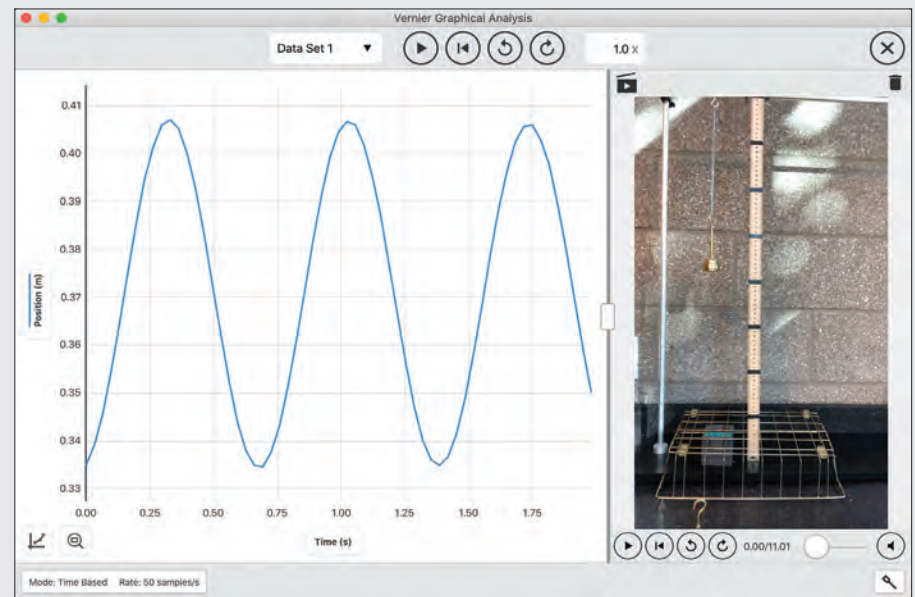 Vernier Graphical Analysis
Data Set 1
1.0 x
0.41
0.40
0.39
0.38
0.37
0.36
0.35
0.34
0.33
Position (m)
0.00 0.25 0.50 0.75 1.00 1.25 1.50 1.75
Time (s)
0.00/11.01
Mode: Time Based Rate: 50 samples/s